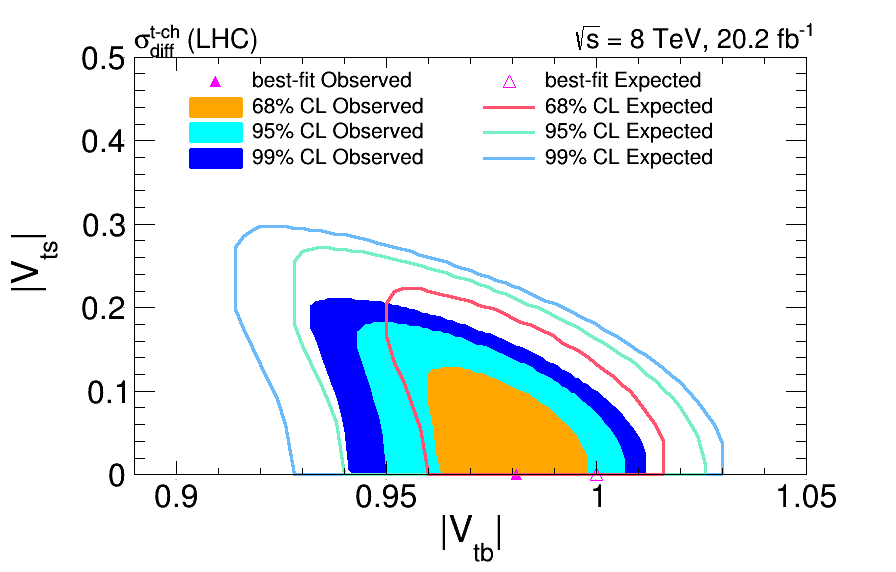 σ_diff^t-ch (LHC) √s = 8 TeV, 20.2 fb⁻¹
best-fit Observed best-fit Expected
68% CL Observed 68% CL Expected
95% CL Observed 95% CL Expected
99% CL Observed 99% CL Expected
0.5
0.4
0.3
0.2
0.1
0
|V_ts|
0.9 0.95 1 1.05
|V_tb|